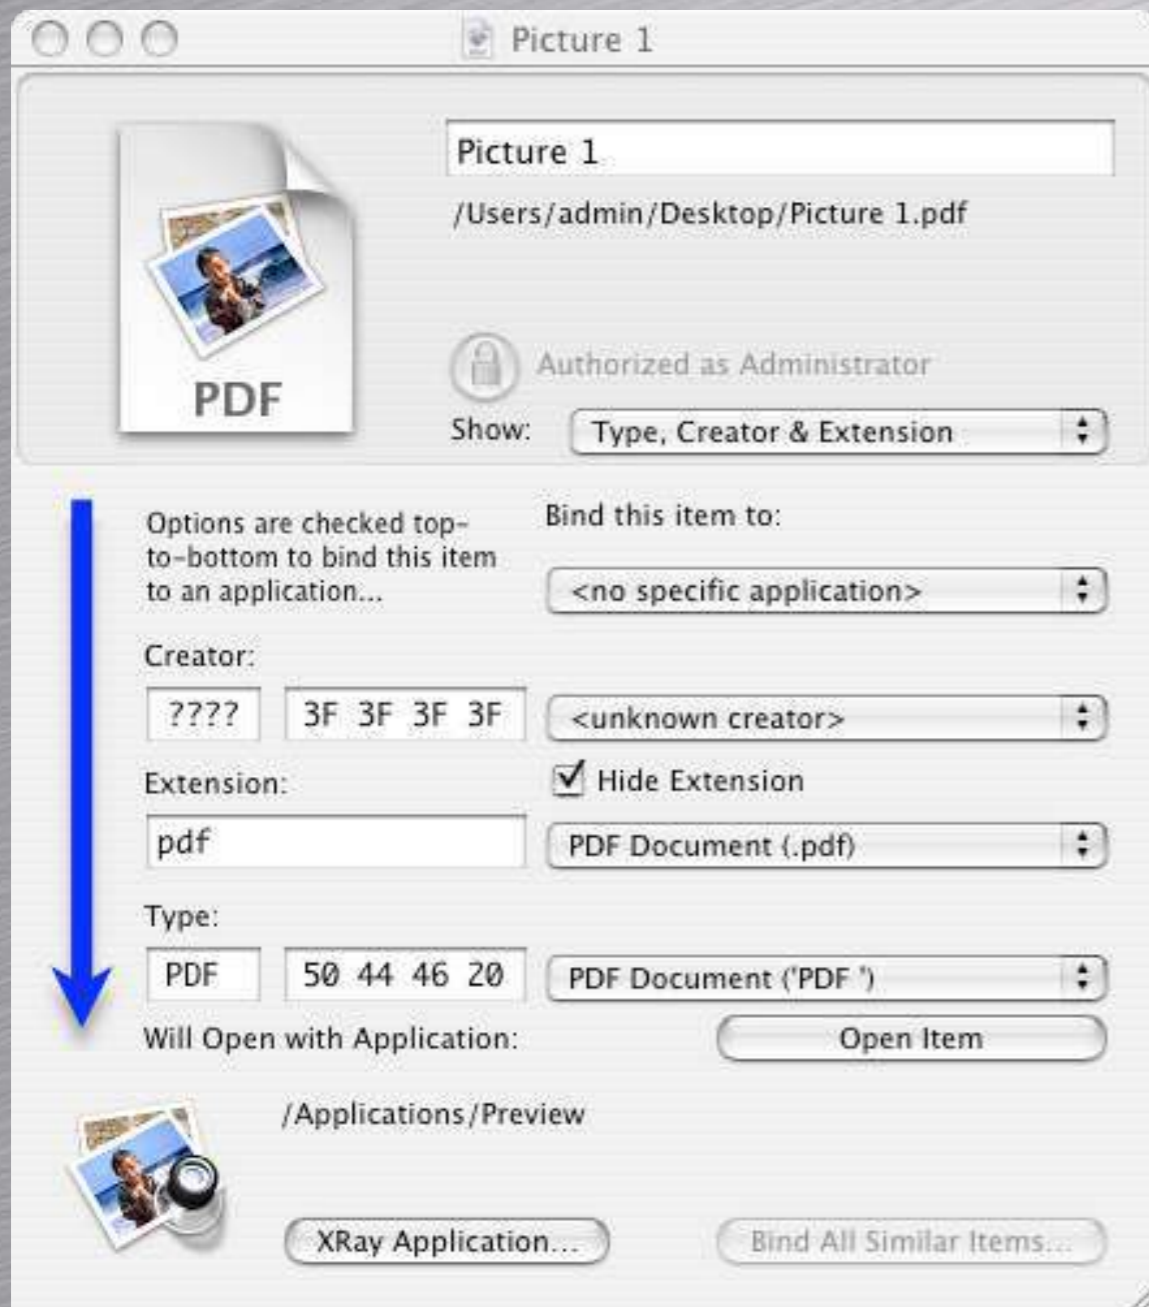 Picture 1
Picture 1
/Users/admin/Desktop/Picture 1.pdf
PDF
Authorized as Administrator
Show: Type, Creator & Extension
Options are checked top-
to-bottom to bind this item
to an application...
Bind this item to:
<no specific application>
Creator:
???? 3F 3F 3F 3F <unknown creator>
Extension: Hide Extension
pdf PDF Document (.pdf)
Type:
PDF 50 44 46 20 PDF Document ('PDF ')
Will Open with Application: Open Item
/Applications/Preview
XRay Application... Bind All Similar Items...